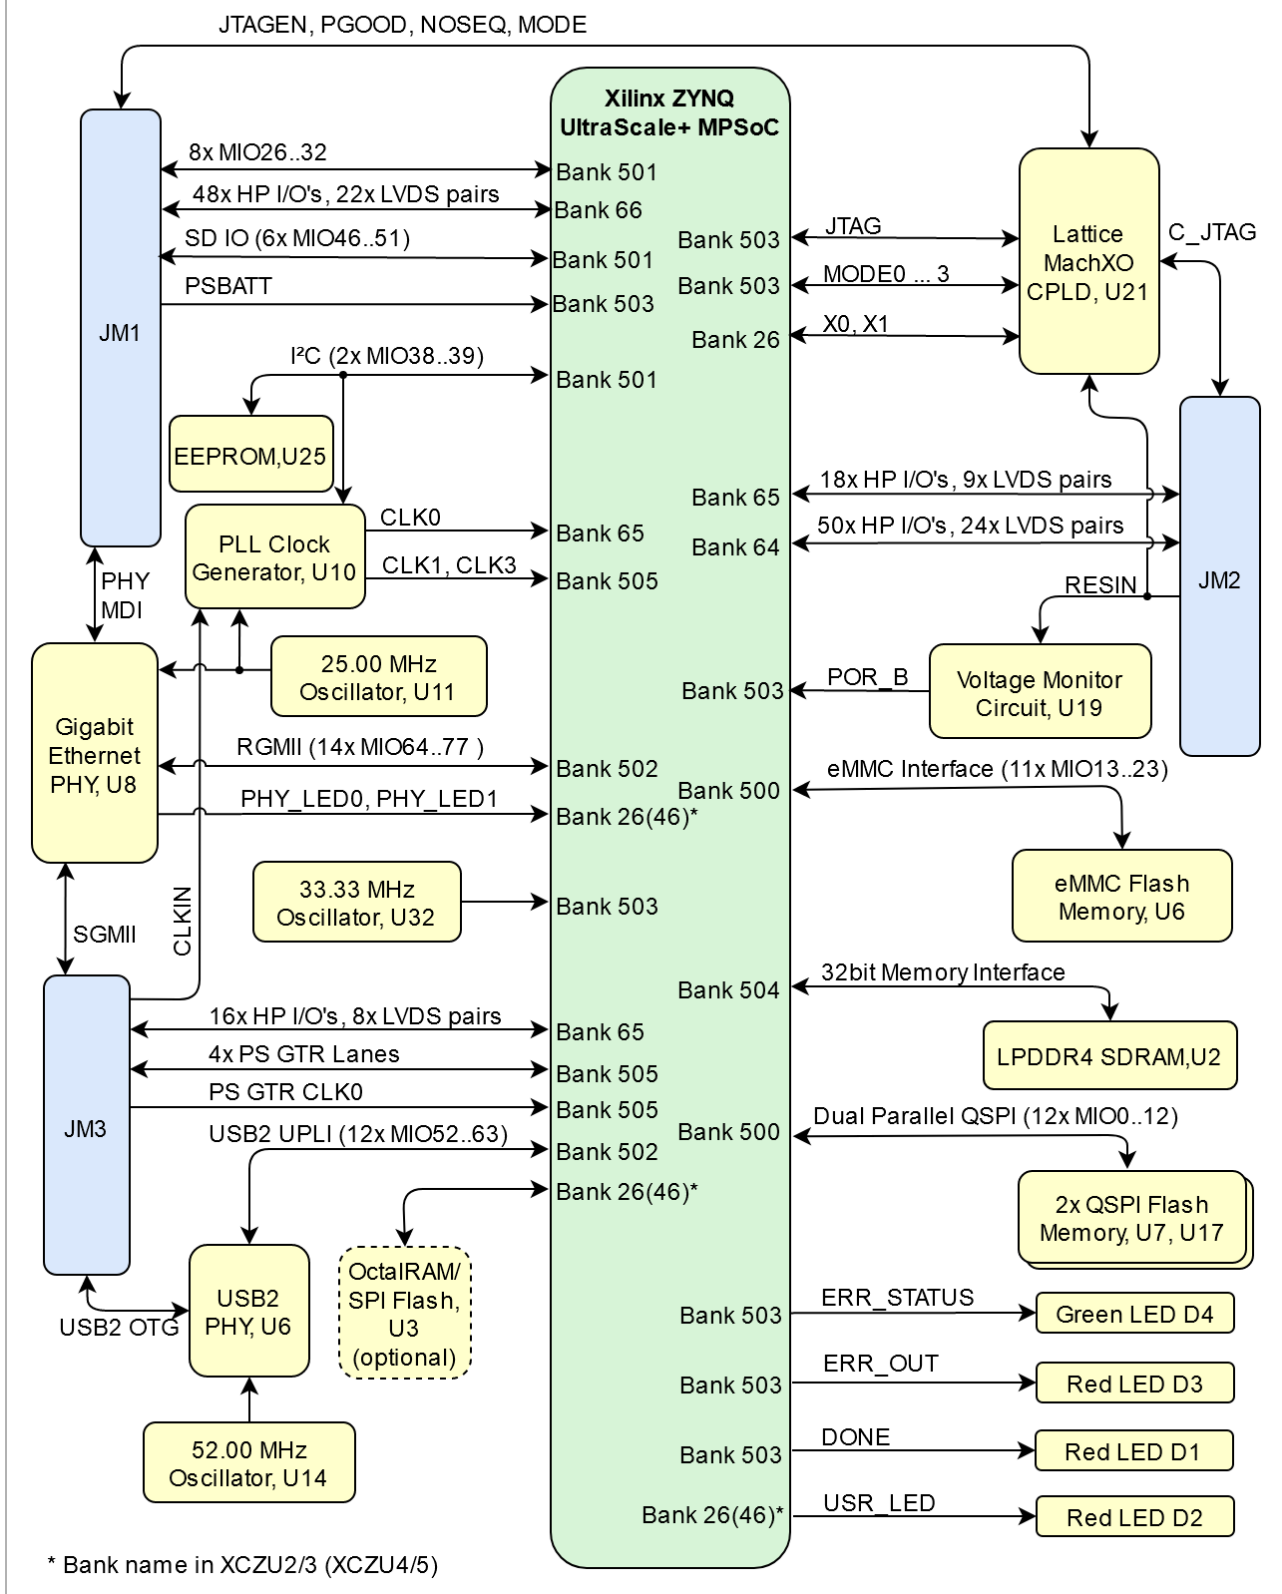 JTAGEN, PGOOD, NOSEQ, MODE
Xilinx ZYNQ
UltraScale+ MPSoC
JM1
8x MIO26..32
Bank 501
48x HP I/O's, 22x LVDS pairs
Bank 66
SD IO (6x MIO46..51)
Bank 501
PSBATT
Bank 503
I²C (2x MIO38..39)
Bank 501
EEPROM,U25
PLL Clock
Generator, U10
CLK0
Bank 65
CLK1, CLK3
Bank 505
PHY
MDI
25.00 MHz
Oscillator, U11
Gigabit
Ethernet
PHY, U8
RGMII (14x MIO64..77 )
Bank 502
PHY_LED0, PHY_LED1
Bank 26(46)*
33.33 MHz
Oscillator, U32
Bank 503
CLKIN
SGMII
JM3
16x HP I/O's, 8x LVDS pairs
Bank 65
4x PS GTR Lanes
Bank 505
PS GTR CLK0
Bank 505
USB2 UPLI (12x MIO52..63)
Bank 502
Bank 26(46)*
USB2
PHY, U6
USB2 OTG
OctalRAM/
SPI Flash,
U3
(optional)
52.00 MHz
Oscillator, U14
Bank 503
JTAG
Bank 503
MODE0 ... 3
Bank 26
X0, X1
Lattice
MachXO
CPLD, U21
C_JTAG
JM2
Bank 65
18x HP I/O's, 9x LVDS pairs
Bank 64
50x HP I/O's, 24x LVDS pairs
RESIN
Bank 503
POR_B
Voltage Monitor
Circuit, U19
Bank 500
eMMC Interface (11x MIO13..23)
eMMC Flash
Memory, U6
Bank 504
32bit Memory Interface
LPDDR4 SDRAM,U2
Bank 500
Dual Parallel QSPI (12x MIO0..12)
2x QSPI Flash
Memory, U7, U17
Bank 503
ERR_STATUS
Green LED D4
Bank 503
ERR_OUT
Red LED D3
Bank 503
DONE
Red LED D1
Bank 26(46)*
USR_LED
Red LED D2
* Bank name in XCZU2/3 (XCZU4/5)